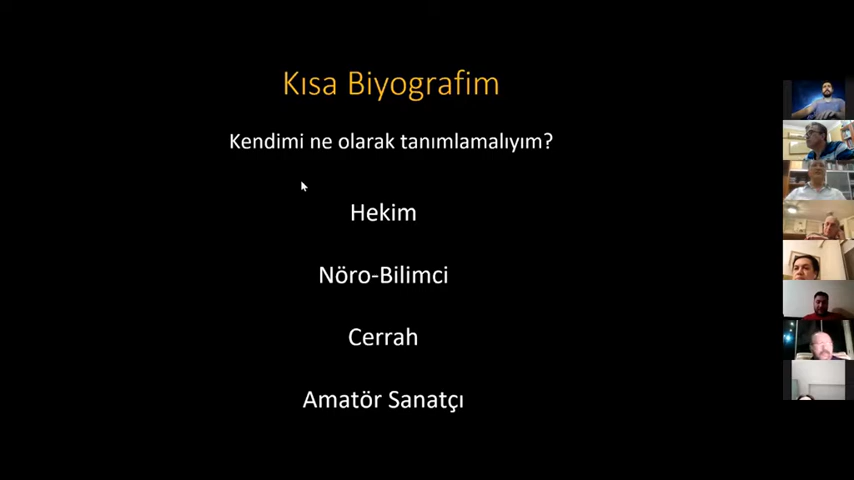 Kısa Biyografim
Kendimi ne olarak tanımlamalıyım?
Hekim
Nöro-Bilimci
Cerrah
Amatör Sanatçı